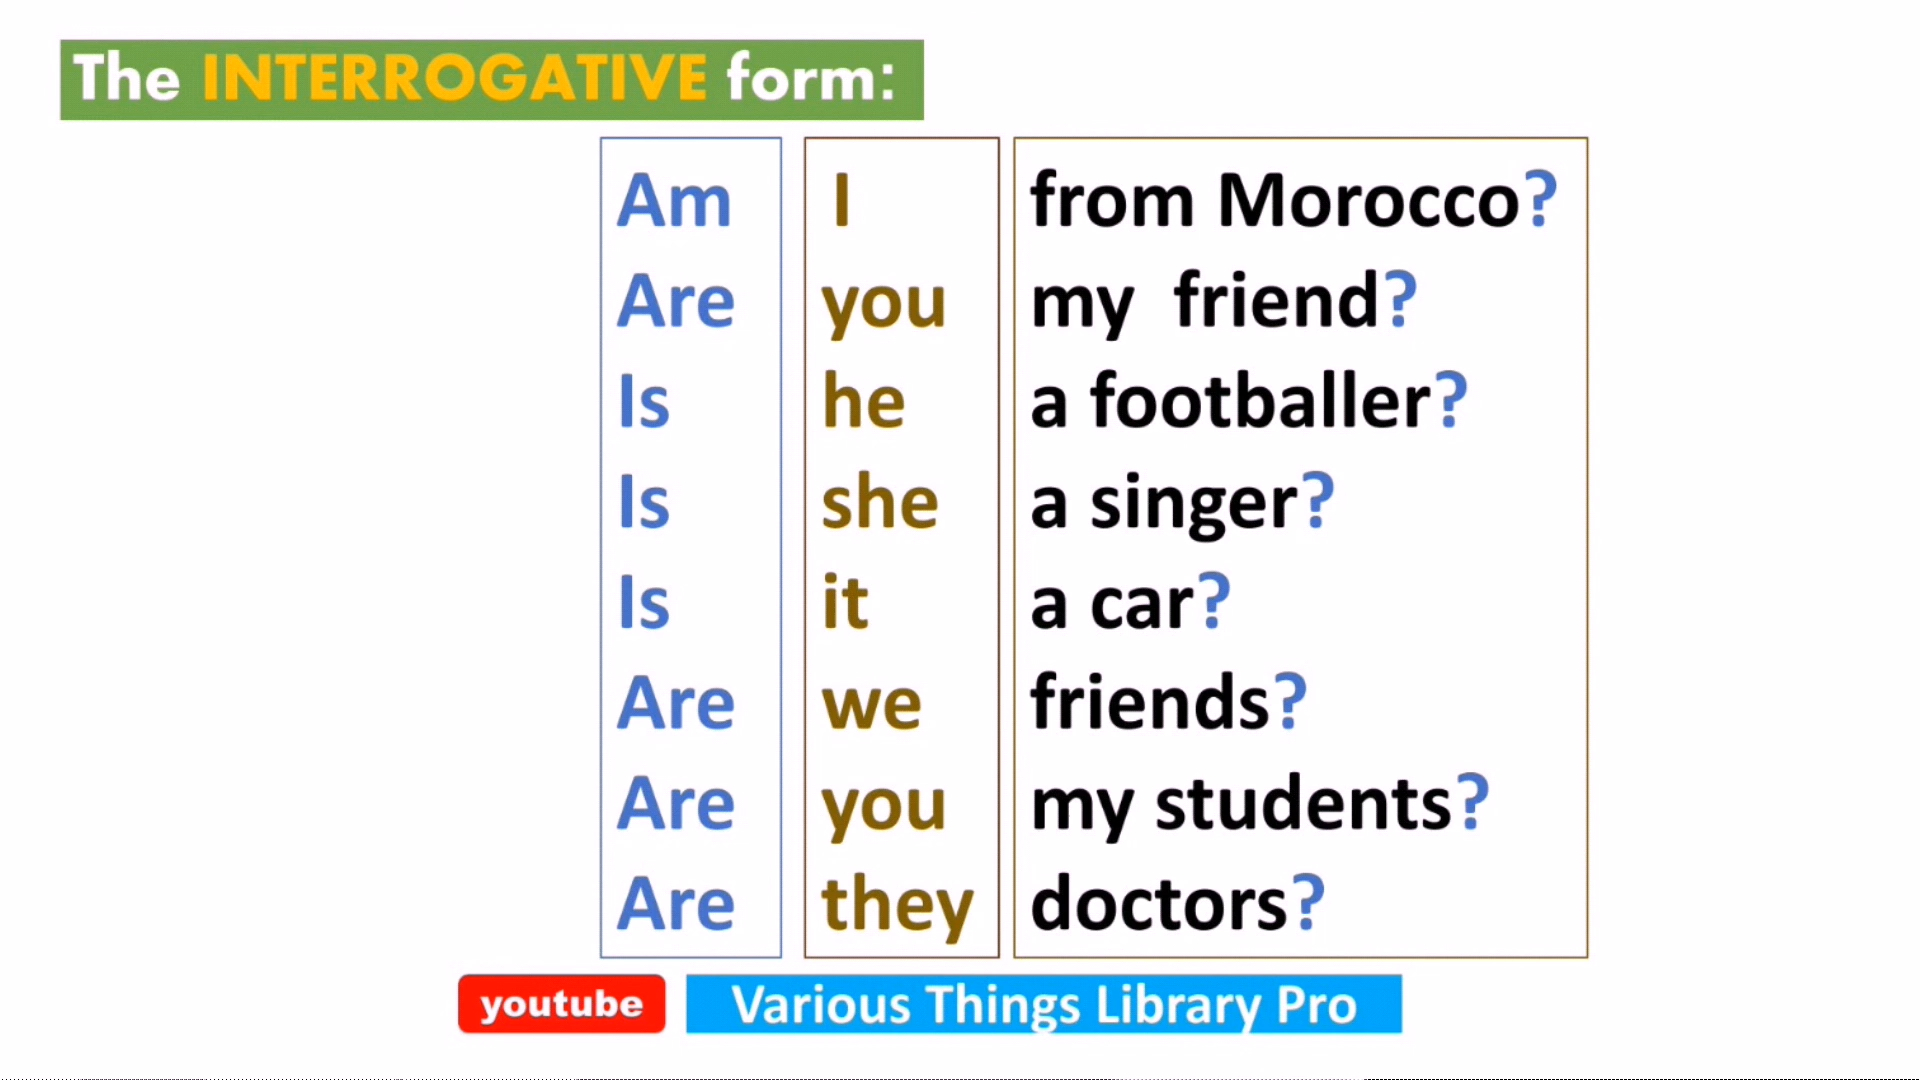 The INTERROGATIVE form:
Am I from Morocco?
Are you my friend?
Is he a footballer?
Is she a singer?
Is it a car?
Are we friends?
Are you my students?
Are they doctors?
youtube Various Things Library Pro